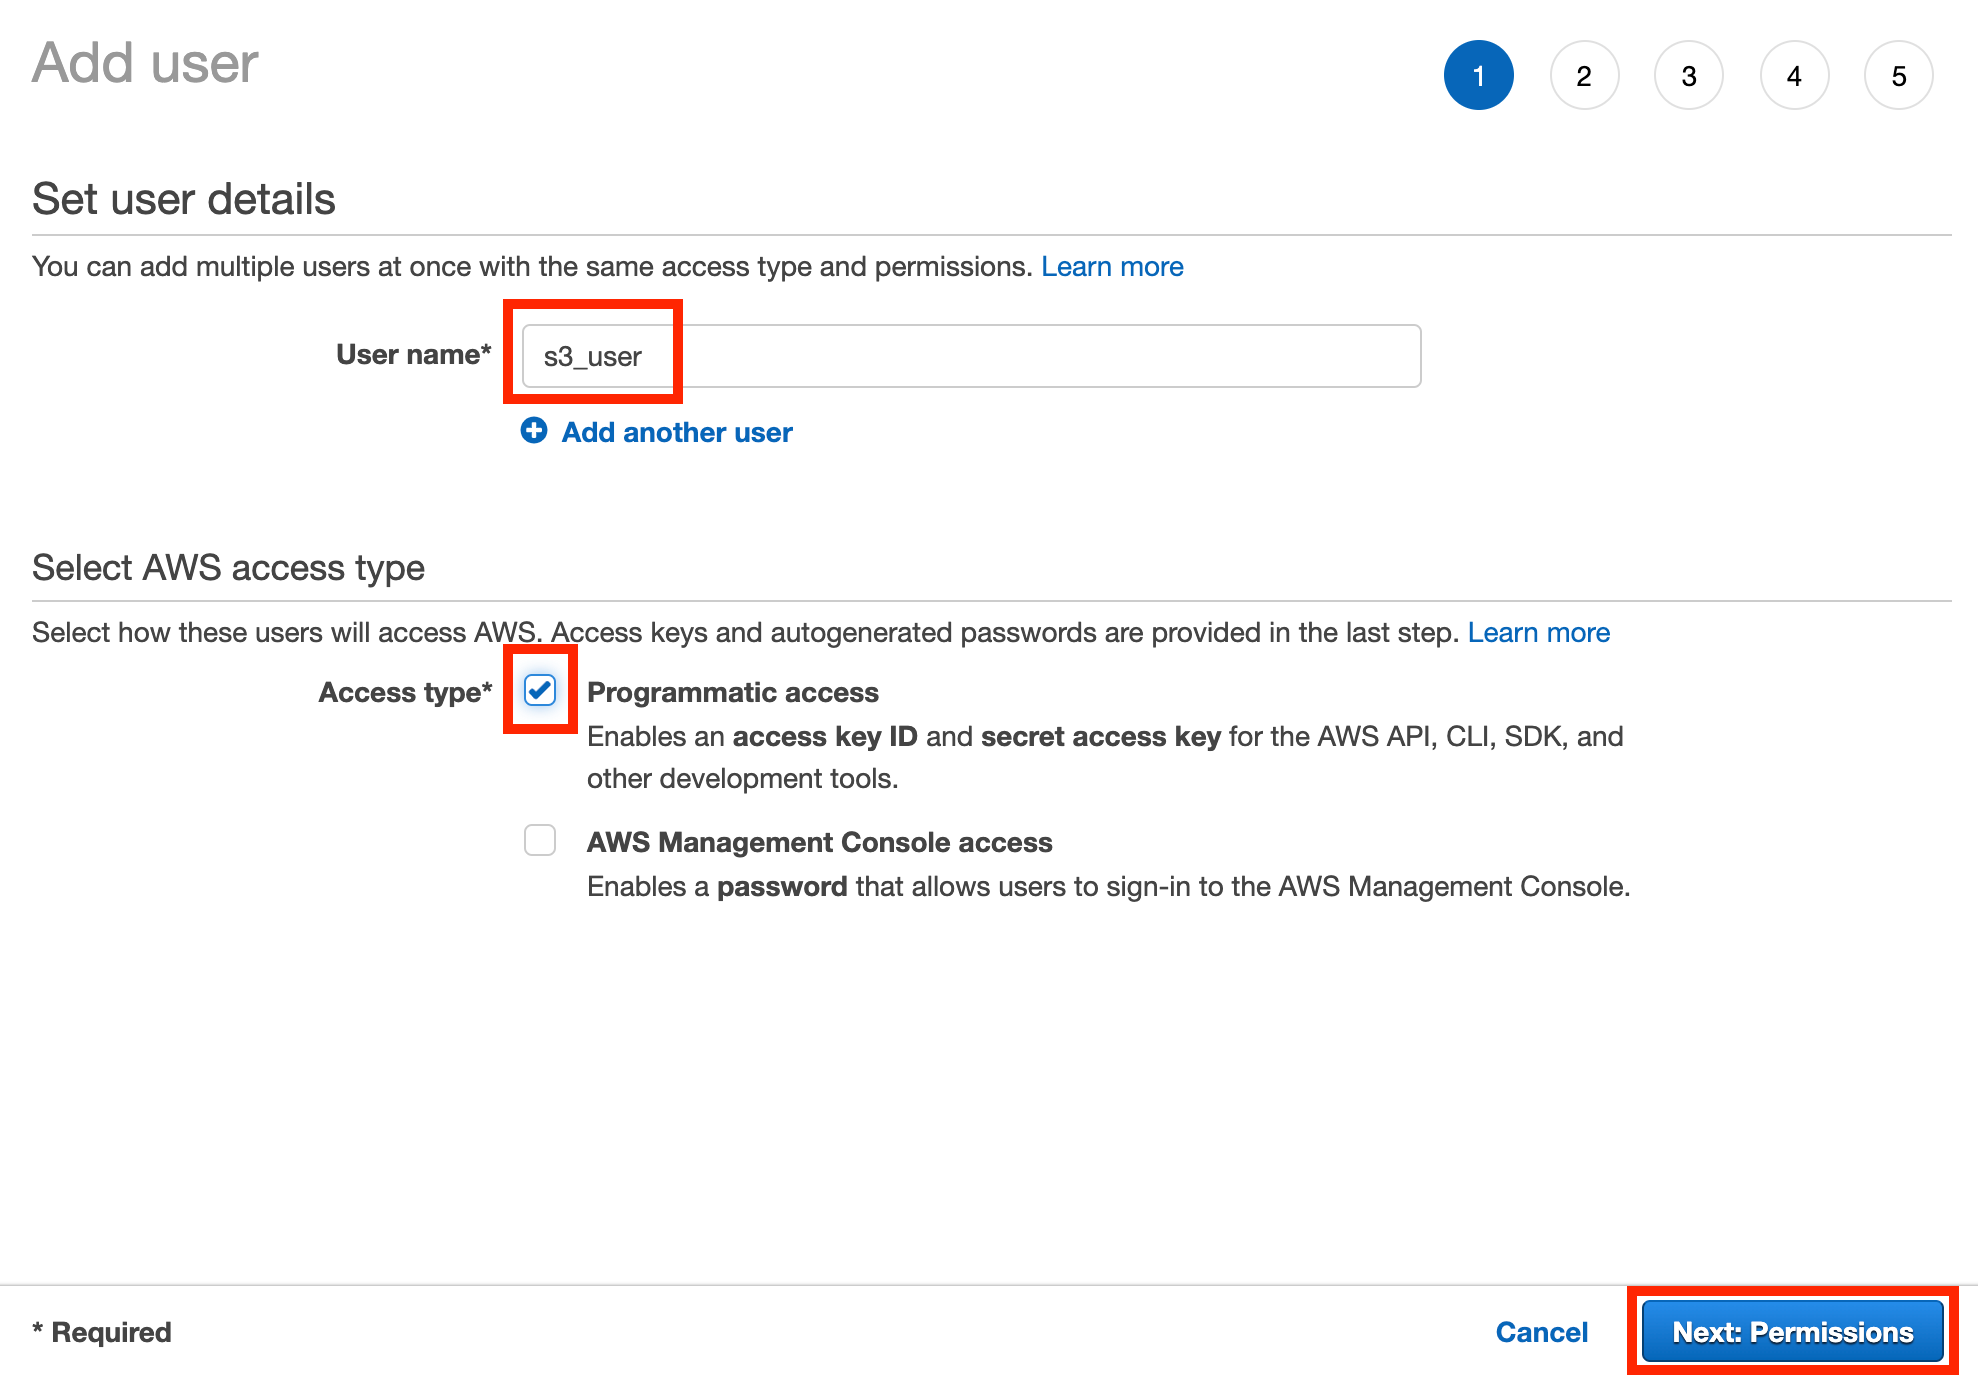 Add user
1 2 3 4 5
Set user details
You can add multiple users at once with the same access type and permissions. Learn more
User name* s3_user
Add another user
Select AWS access type
Select how these users will access AWS. Access keys and autogenerated passwords are provided in the last step. Learn more
Access type* Programmatic access
Enables an access key ID and secret access key for the AWS API, CLI, SDK, and
other development tools.
AWS Management Console access
Enables a password that allows users to sign-in to the AWS Management Console.
* Required Cancel Next: Permissions